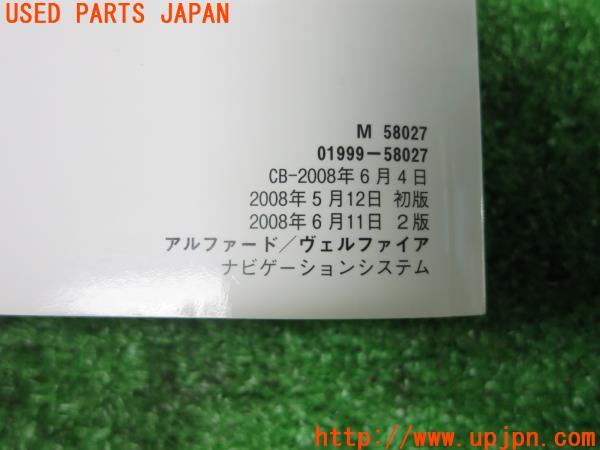 USED PARTS JAPAN
M 58027
01999-58027
CB-2008年6月4日
2008年5月12日 初版
2008年6月11日 2版
アルファード/ヴェルファイア
ナビゲーションシステム
http://www.upjpn.com